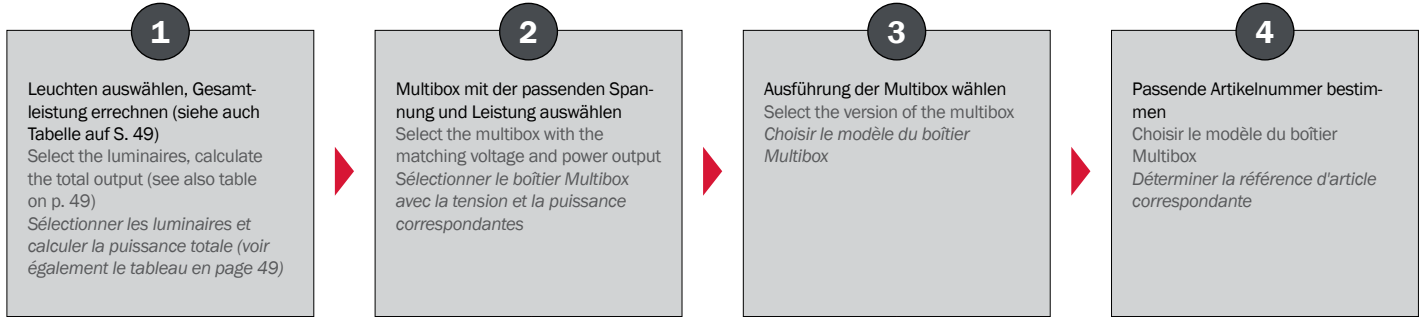 1
Leuchten auswählen, Gesamt-
leistung errechnen (siehe auch
Tabelle auf S. 49)
Select the luminaires, calculate
the total output (see also table
on p. 49)
Sélectionner les luminaires et
calculer la puissance totale (voir
également le tableau en page 49)
2
Multibox mit der passenden Span-
nung und Leistung auswählen
Select the multibox with the
matching voltage and power output
Sélectionner le boîtier Multibox
avec la tension et la puissance
correspondantes
3
Ausführung der Multibox wählen
Select the version of the multibox
Choisir le modèle du boîtier
Multibox
4
Passende Artikelnummer bestim-
men
Choisir le modèle du boîtier
Multibox
Déterminer la référence d'article
correspondante